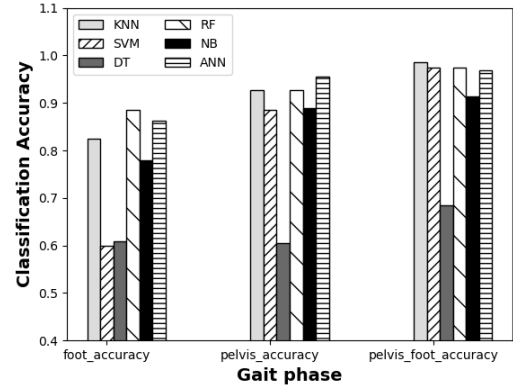 1.1
1.0
0.9
0.8
0.7
0.6
0.5
0.4
Classification Accuracy
KNN
SVM
DT
RF
NB
ANN
foot_accuracy
pelvis_accuracy
pelvis_foot_accuracy
Gait phase